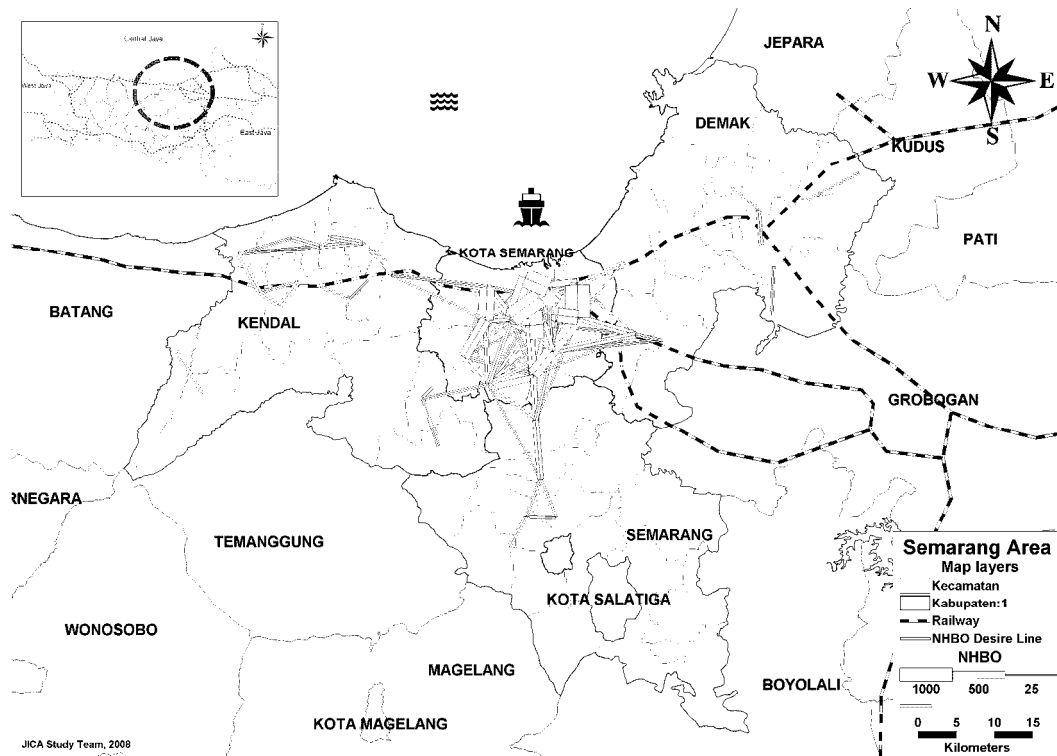 Central Java
West Java
East Java
N
W
E
S
JEPARA
DEMAK
KUDUS
PATI
KOTA SEMARANG
BATANG
KENDAL
GROBOGAN
RNEGARA
TEMANGGUNG
SEMARANG
KOTA SALATIGA
WONOSOBO
MAGELANG
BOYOLALI
KOTA MAGELANG
JICA Study Team, 2008
Semarang Area
Map layers
Kecamatan
Kabupaten:1
Railway
NHBO Desire Line
NHBO
1000 500 25
0 5 10 15
Kilometers